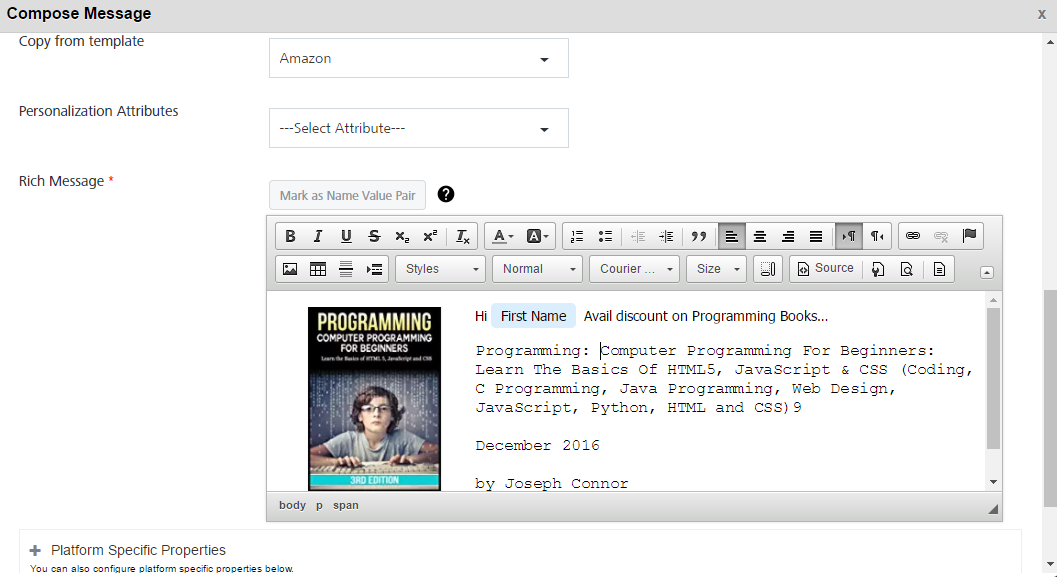 Compose Message x
Copy from template
Amazon
Personalization Attributes
---Select Attribute---
Rich Message *
Mark as Name Value Pair ?
B I U S x₂ x² Ix A A
Styles Normal Courier ... Size Source
PROGRAMMING
COMPUTER PROGRAMMING
FOR BEGINNERS
Learn the Basics of HTML 5, JavaScript and CSS
3RD EDITION
Hi First Name Avail discount on Programming Books...
Programming: Computer Programming For Beginners:
Learn The Basics Of HTML5, JavaScript & CSS (Coding,
C Programming, Java Programming, Web Design,
JavaScript, Python, HTML and CSS)9
December 2016
by Joseph Connor
body p span
Platform Specific Properties
You can also configure platform specific properties below.